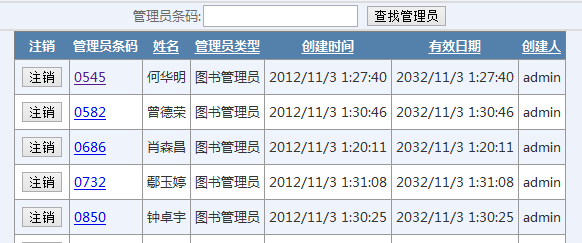 管理员条码: 查找管理员
注销 管理员条码 姓名 管理员类型 创建时间 有效日期 创建人
注销 0545 何华明 图书管理员 2012/11/3 1:27:40 2032/11/3 1:27:40 admin
注销 0582 曾德荣 图书管理员 2012/11/3 1:30:46 2032/11/3 1:30:46 admin
注销 0686 肖森昌 图书管理员 2012/11/3 1:20:11 2032/11/3 1:20:11 admin
注销 0732 鄢玉婷 图书管理员 2012/11/3 1:31:08 2032/11/3 1:31:08 admin
注销 0850 钟卓宇 图书管理员 2012/11/3 1:30:25 2032/11/3 1:30:25 admin